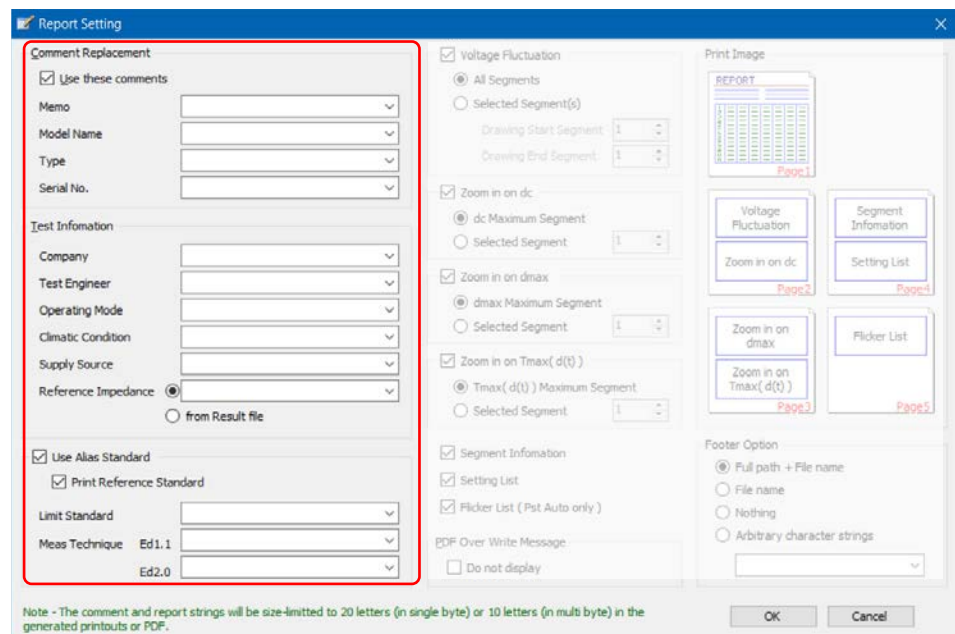 Report Setting
Comment Replacement
Use these comments
Memo
Model Name
Type
Serial No.
Test Infomation
Company
Test Engineer
Operating Mode
Climatic Condition
Supply Source
Reference Impedance
from Result file
Use Alias Standard
Print Reference Standard
Limit Standard
Meas Technique Ed1.1
Ed2.0
Voltage Fluctuation
All Segments
Selected Segment(s)
Drawing Start Segment 1
Drawing End Segment 1
Zoom in on dc
dc Maximum Segment
Selected Segment 1
Zoom in on dmax
dmax Maximum Segment
Selected Segment 1
Zoom in on Tmax( d(t) )
Tmax( d(t) ) Maximum Segment
Selected Segment 1
Segment Infomation
Setting List
Flicker List ( Pst Auto only )
PDF Over Write Message
Do not display
Print Image
REPORT
Page1
Voltage
Fluctuation
Zoom in on dc
Page2
Segment
Infomation
Setting List
Page4
Zoom in on
dmax
Zoom in on
Tmax( d(t) )
Page3
Flicker List
Page5
Footer Option
Full path + File name
File name
Nothing
Arbitrary character strings
Note - The comment and report strings will be size-limitted to 20 letters (in single byte) or 10 letters (in multi byte) in the
generated printouts or PDF.
OK
Cancel